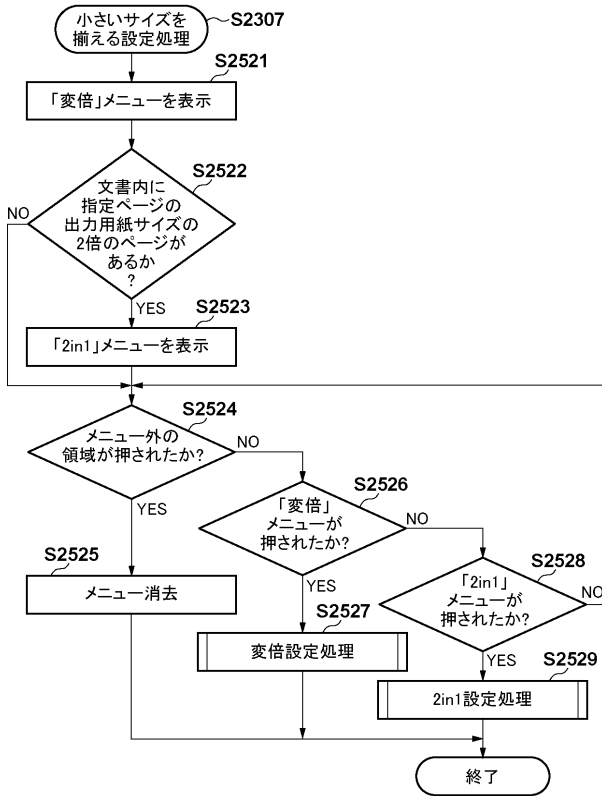 小さいサイズを
揃える設定処理
S2307
S2521
「変倍」メニューを表示
S2522
文書内に
指定ページの
出力用紙サイズの
2倍のページが
あるか
?
NO
YES
S2523
「2in1」メニューを表示
S2524
メニュー外の
領域が押されたか?
NO
YES
S2525
メニュー消去
S2526
「変倍」
メニューが
押されたか?
NO
YES
S2527
変倍設定処理
S2528
「2in1」
メニューが
押されたか?
NO
YES
S2529
2in1設定処理
終了